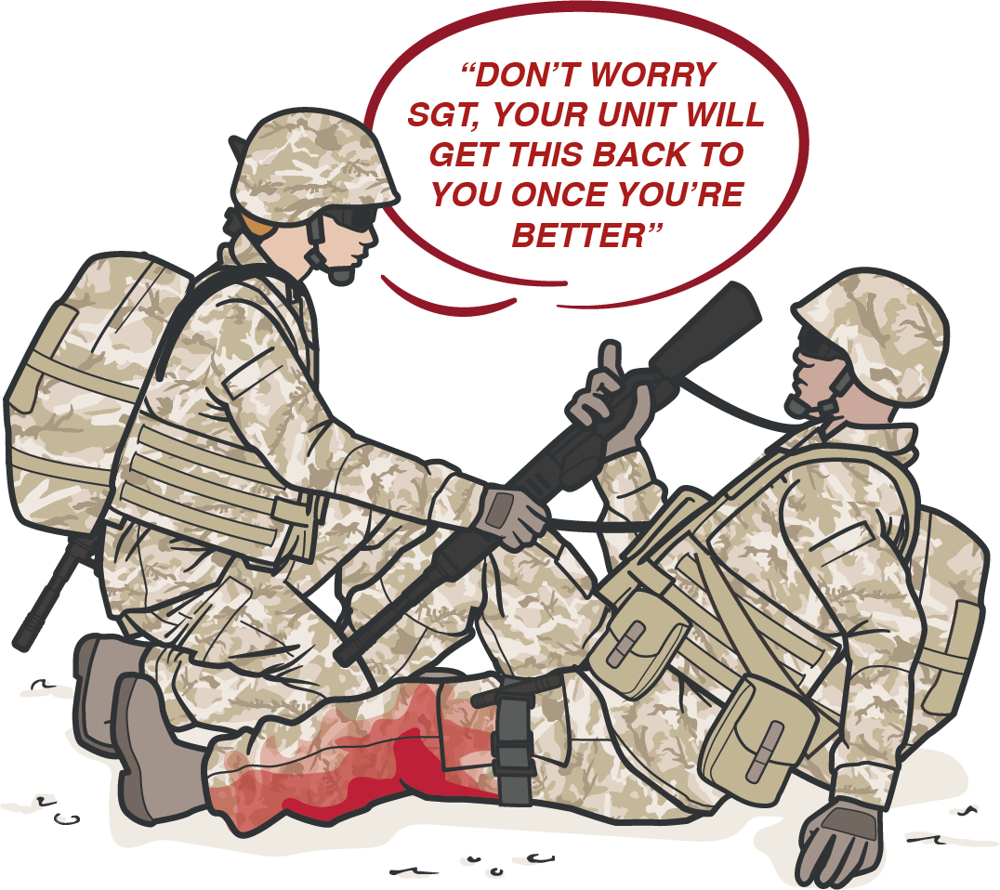 “DON’T WORRY
SGT, YOUR UNIT WILL
GET THIS BACK TO
YOU ONCE YOU’RE
BETTER”